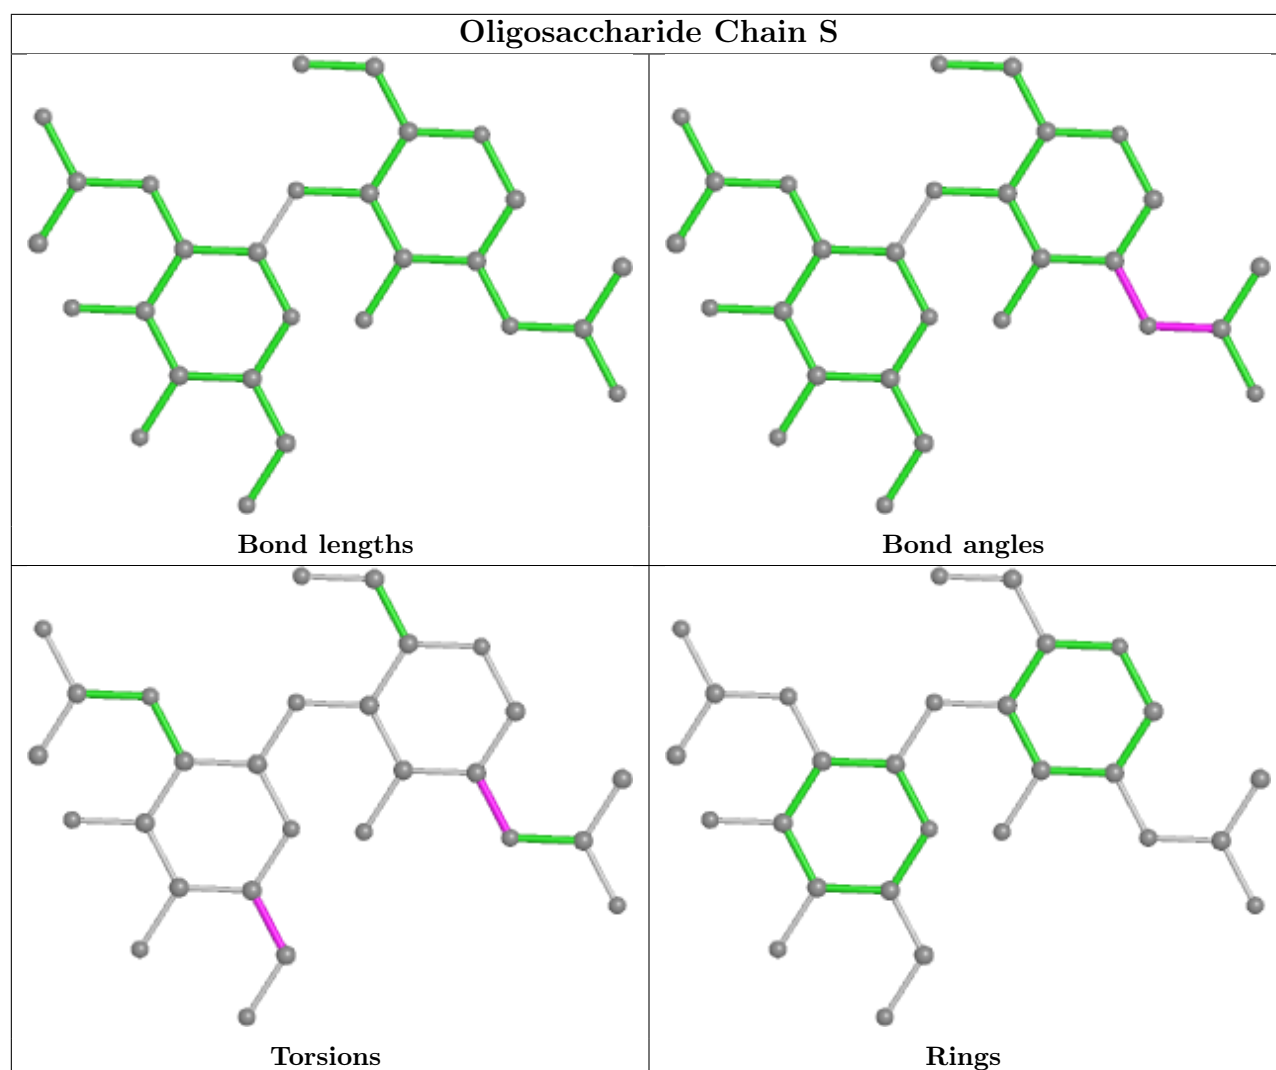 Oligosaccharide Chain S
Bond lengths
Bond angles
Torsions
Rings